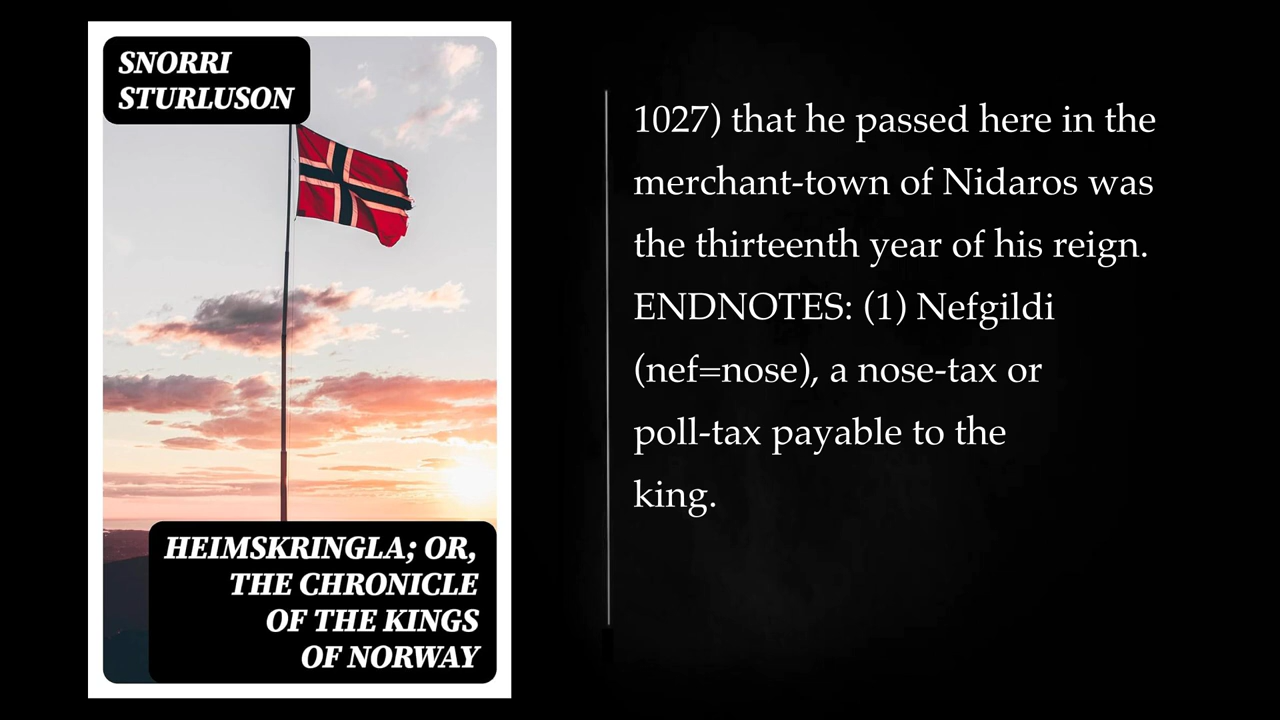 SNORRI
STURLUSON
HEIMSKRINGLA; OR,
THE CHRONICLE
OF THE KINGS
OF NORWAY
1027) that he passed here in the
merchant-town of Nidaros was
the thirteenth year of his reign.
ENDNOTES: (1) Nefgildi
(nef=nose), a nose-tax or
poll-tax payable to the
king.